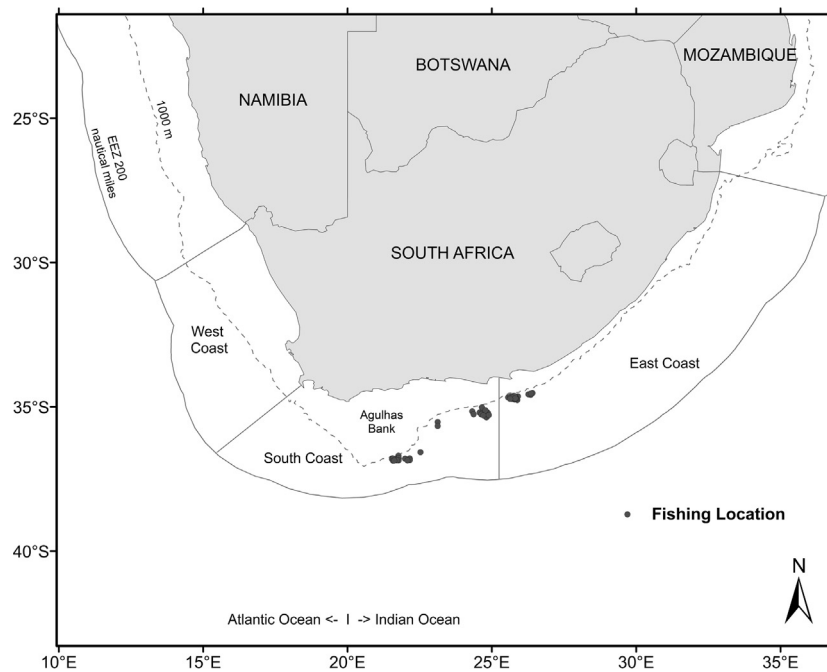 MOZAMBIQUE
BOTSWANA
NAMIBIA
1000 m
EEZ 200
nautical miles
25°S
SOUTH AFRICA
30°S
West
Coast
East Coast
35°S
Agulhas
Bank
South Coast
Fishing Location
40°S
N
Atlantic Ocean <- I -> Indian Ocean
10°E
15°E
20°E
25°E
30°E
35°E